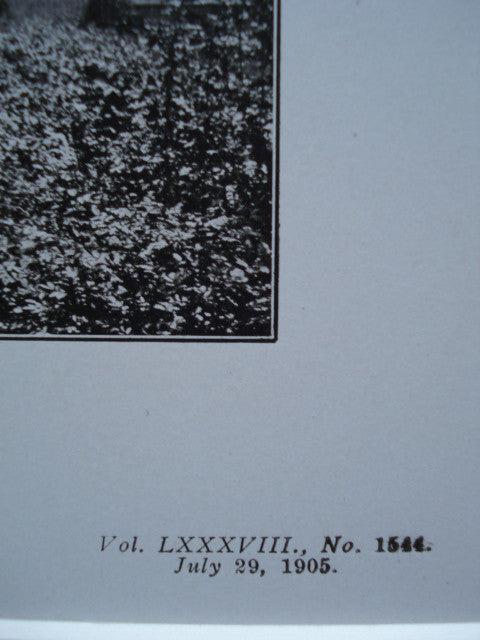 Vol. LXXXVIII., No. 1544.
July 29, 1905.